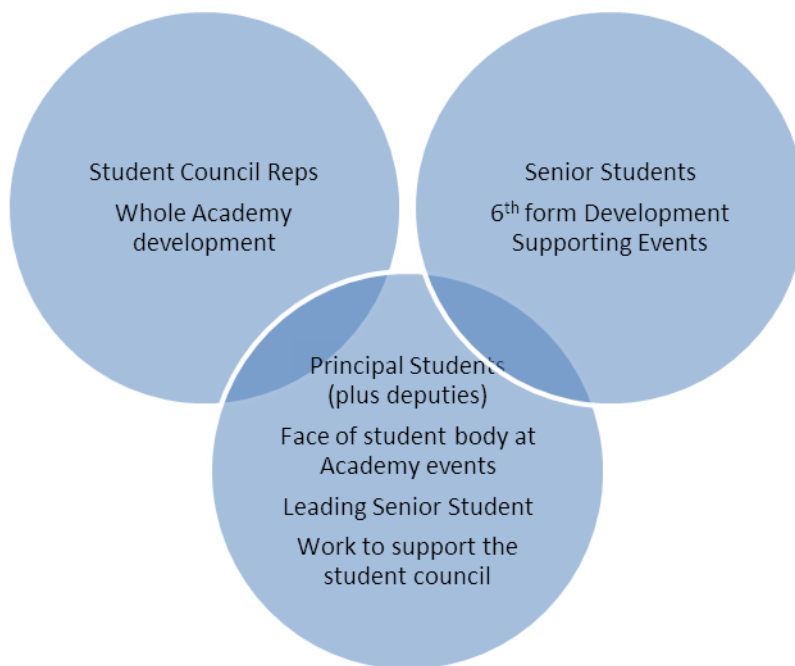 Student Council Reps
Whole Academy
development
Senior Students
6th form Development
Supporting Events
Principal Students
(plus deputies)
Face of student body at
Academy events
Leading Senior Student
Work to support the
student council